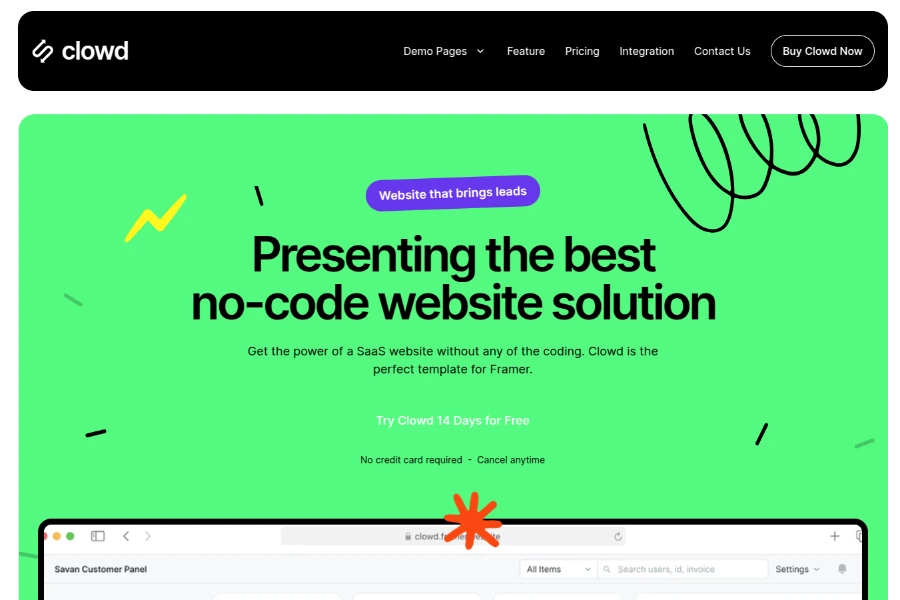 clowd
Demo Pages
Feature
Pricing
Integration
Contact Us
Buy Clowd Now
Website that brings leads
Presenting the best
no-code website solution
Get the power of a SaaS website without any of the coding. Clowd is the
perfect template for Framer.
Try Clowd 14 Days for Free
No credit card required - Cancel anytime
Savan Customer Panel
All Items
Search users, id, invoice
Settings